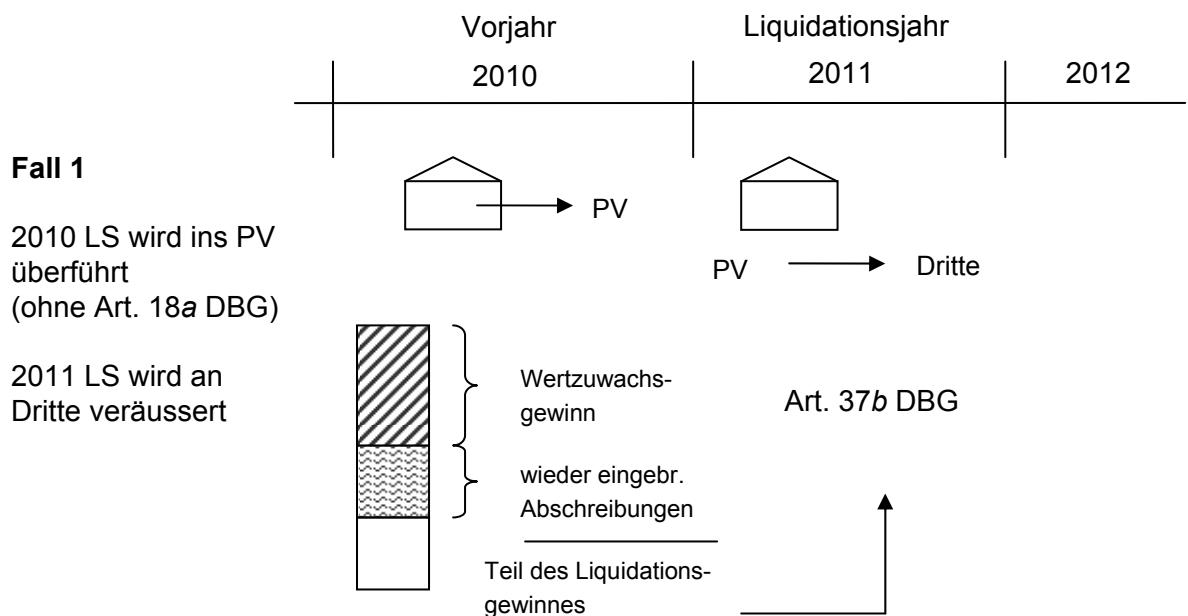 Vorjahr
Liquidationsjahr
2010
2011
2012
Fall 1
2010 LS wird ins PV
überführt
(ohne Art. 18a DBG)
2011 LS wird an
Dritte veräussert
PV
PV
Dritte
Wertzuwachs-
gewinn
wieder eingebr.
Abschreibungen
Teil des Liquidations-
gewinnes
Art. 37b DBG